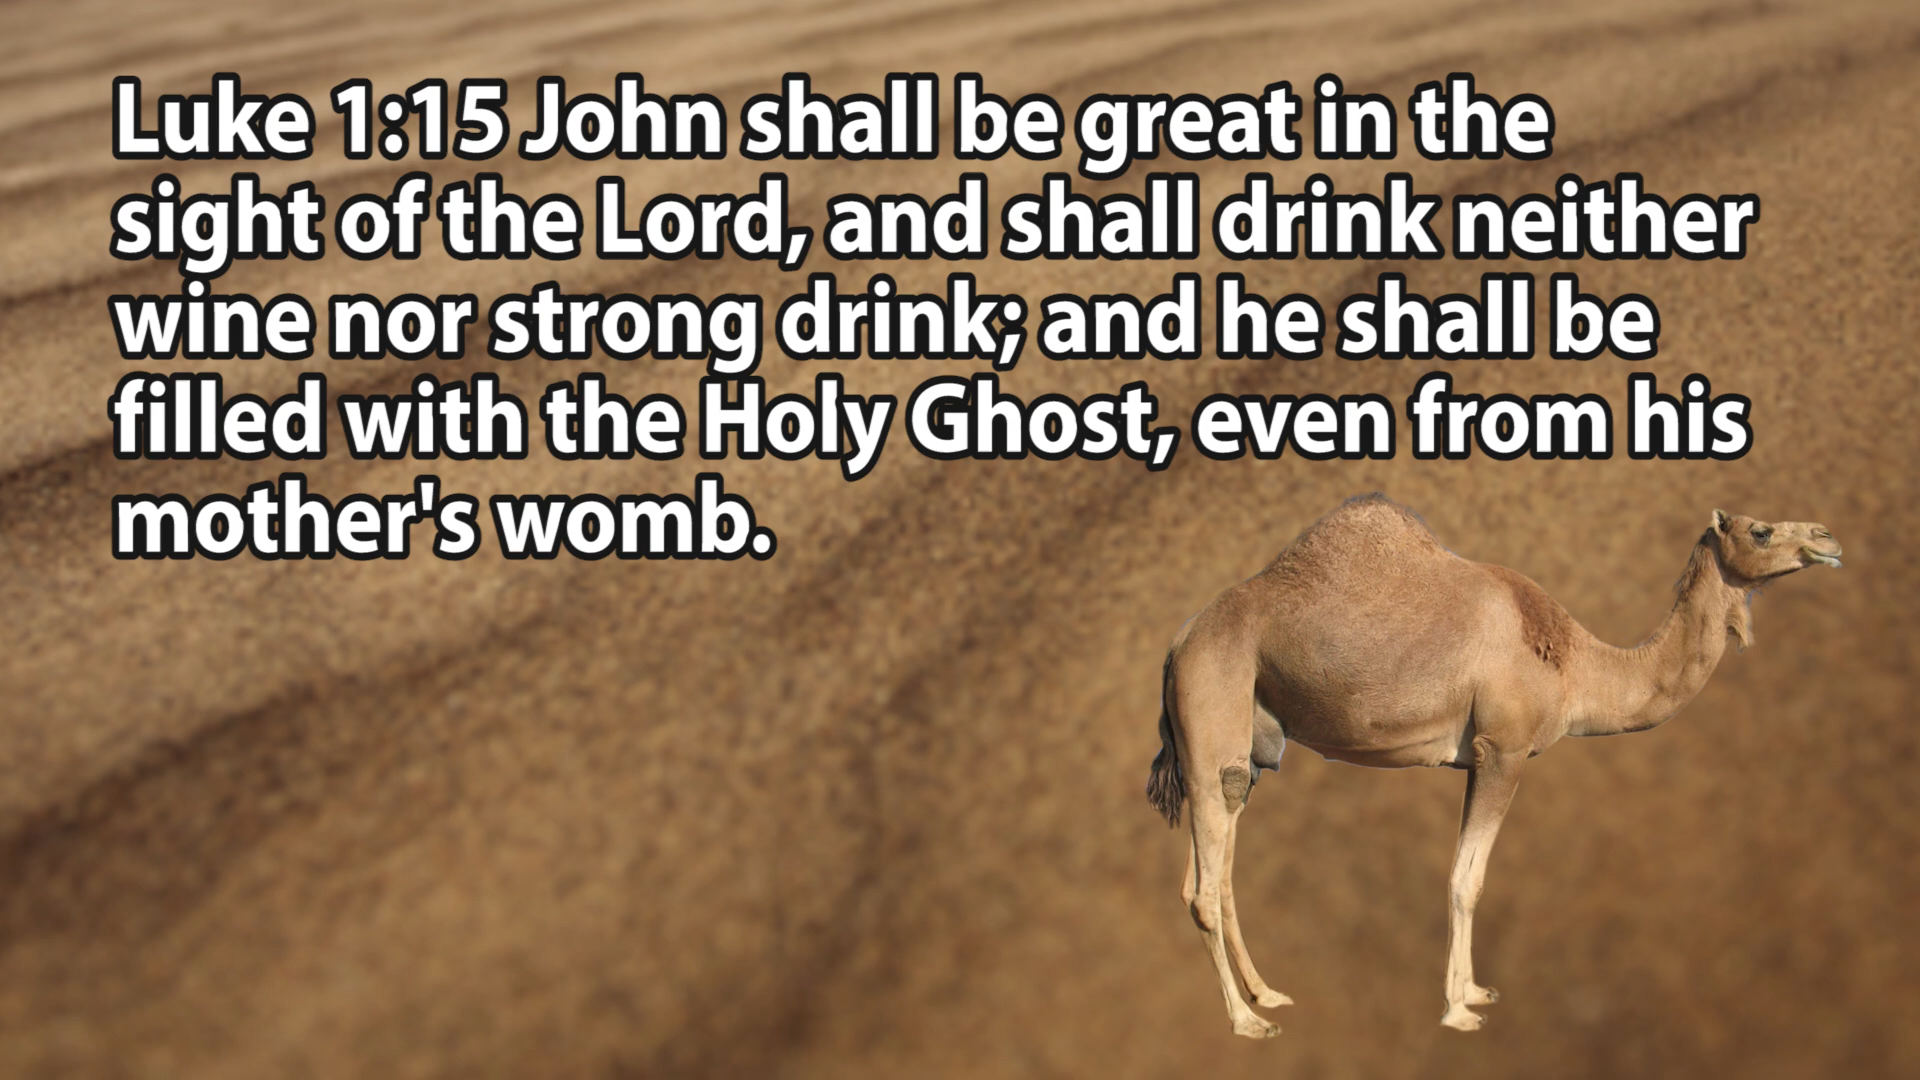 Luke 1:15 John shall be great in the
sight of the Lord, and shall drink neither
wine nor strong drink; and he shall be
filled with the Holy Ghost, even from his
mother's womb.